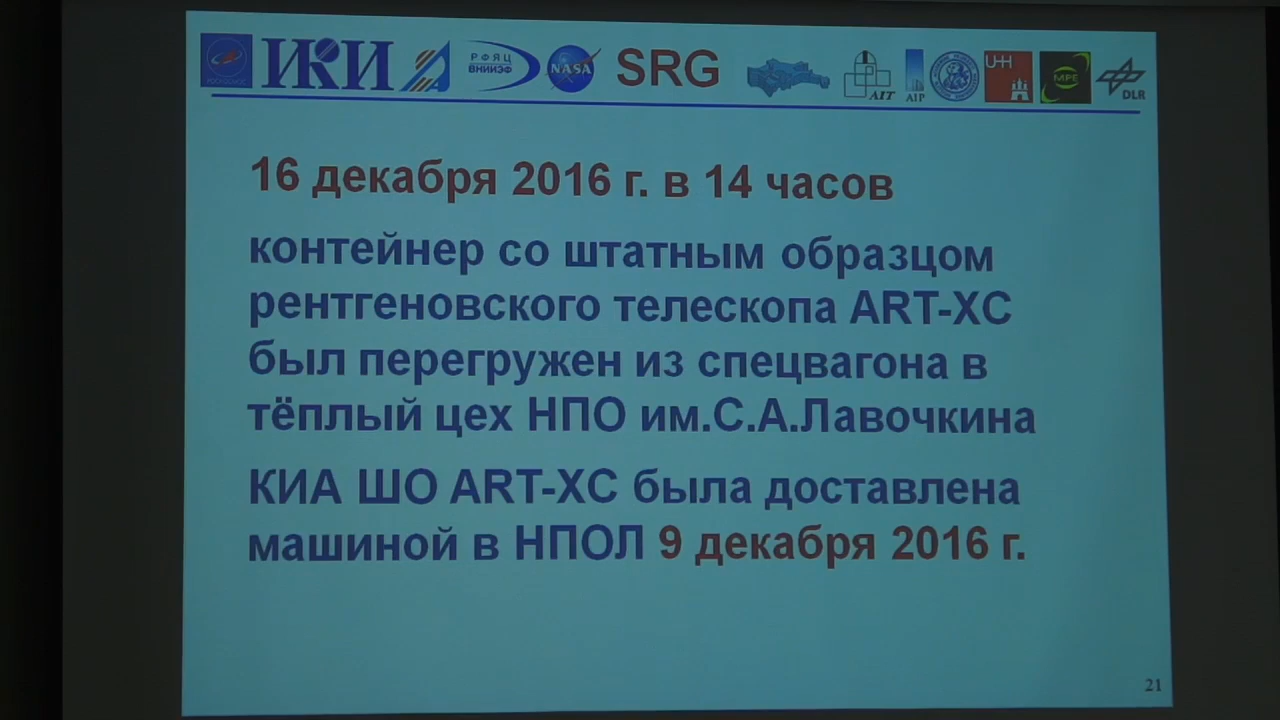 РОСКОСМОС ИКИ РФЯЦ ВНИИЭФ NASA SRG AIT AIP UHH MPE DLR
16 декабря 2016 г. в 14 часов
контейнер со штатным образцом
рентгеновского телескопа ART-XC
был перегружен из спецвагона в
тёплый цех НПО им.С.А.Лавочкина
КИА ШО ART-XC была доставлена
машиной в НПОЛ 9 декабря 2016 г.
21